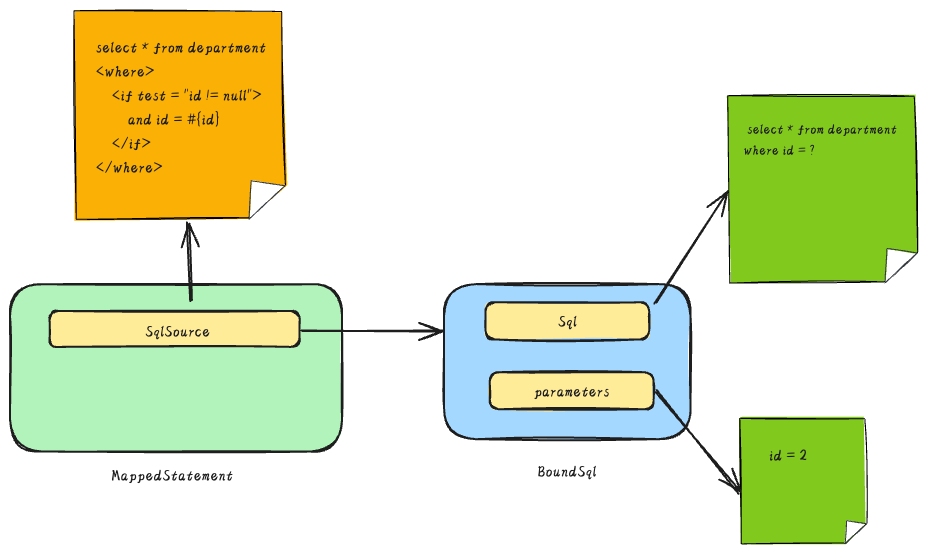 select * from department
<where>
<if test = "id != null">
and id = #{id}
</if>
</where>
select * from department
where id = ?
SqlSource
Sql
parameters
id = 2
MappedStatement
BoundSql